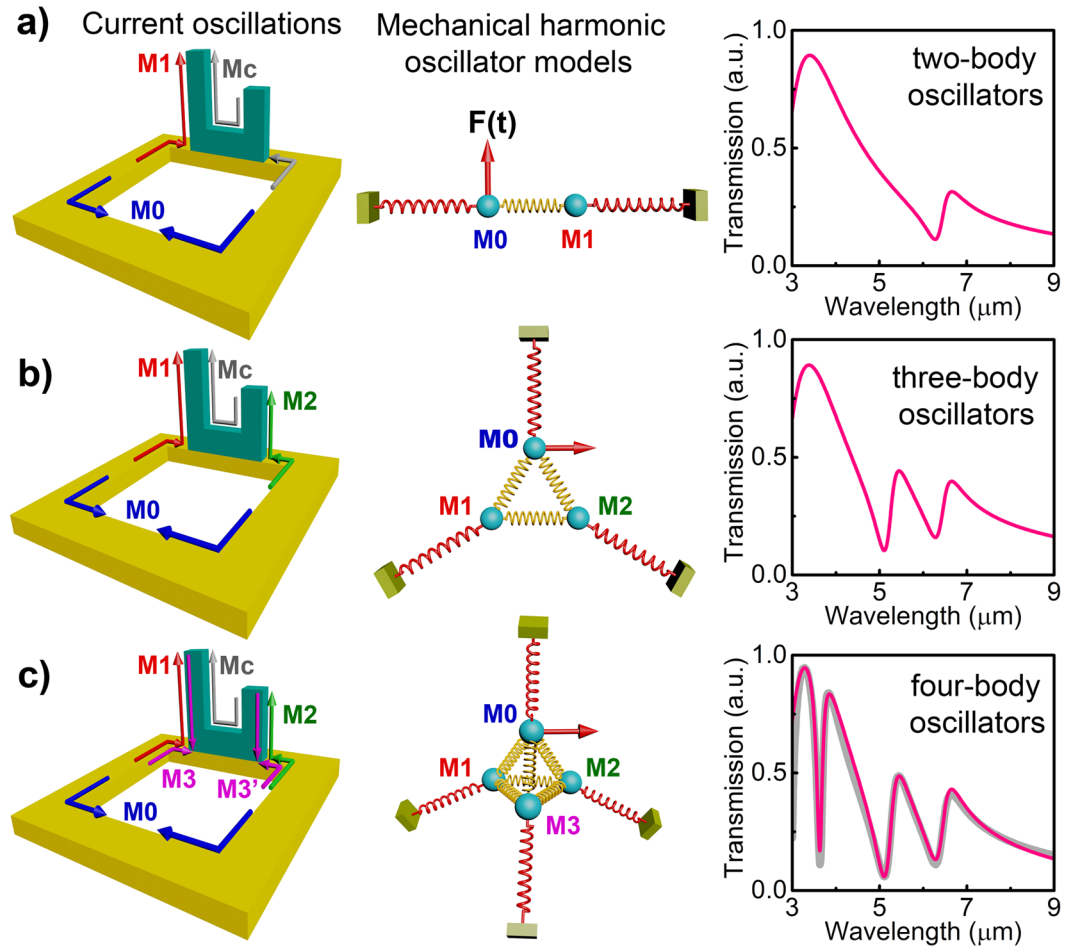 a)
Current oscillations
Mechanical harmonic
oscillator models
M1
Mc
M0
F(t)
M0
M1
two-body
oscillators
Transmission (a.u.)
1.0
0.5
0.0
3
5
7
9
Wavelength (μm)
b)
M1
Mc
M2
M0
M0
M1
M2
three-body
oscillators
Transmission (a.u.)
1.0
0.5
0.0
3
5
7
9
Wavelength (μm)
c)
M1
Mc
M2
M3
M3'
M0
M0
M1
M2
M3
four-body
oscillators
Transmission (a.u.)
1.0
0.5
0.0
3
5
7
9
Wavelength (μm)